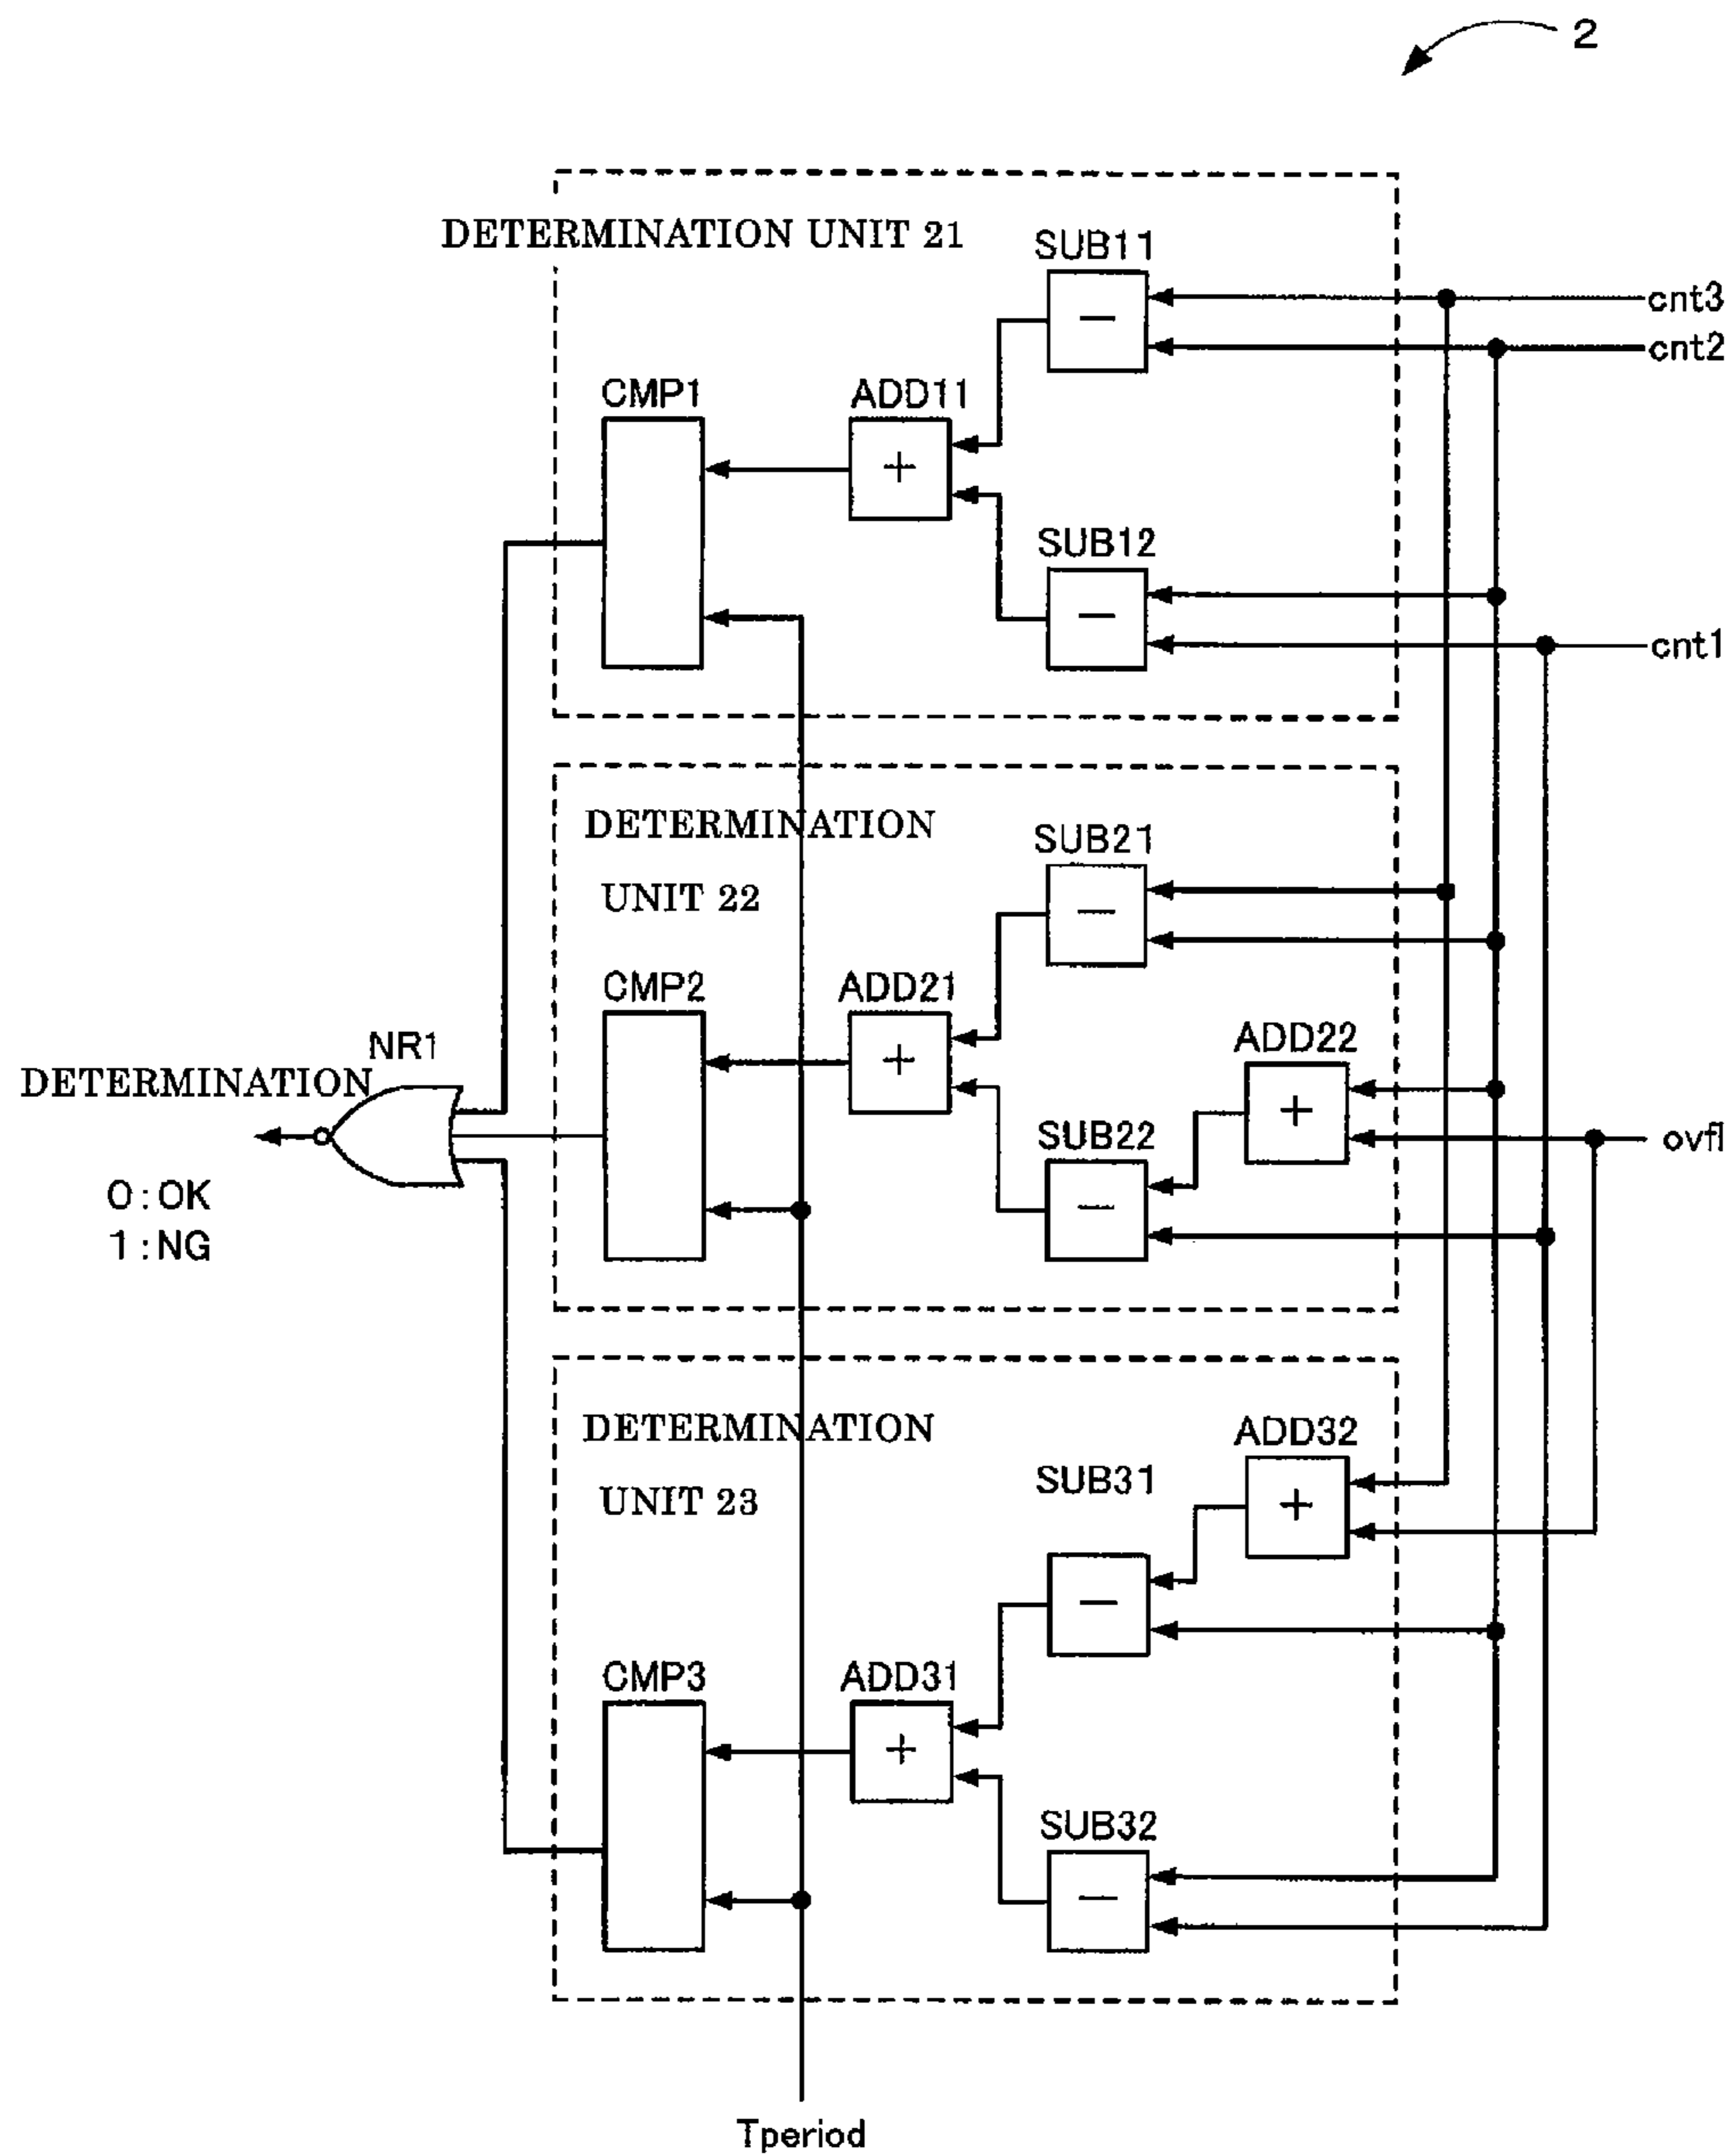 2
DETERMINATION UNIT 21
SUB11
−
cnt3
cnt2
CMP1
ADD11
+
SUB12
−
cnt1
DETERMINATION
UNIT 22
SUB21
−
CMP2
ADD21
+
ADD22
+
SUB22
−
ovfl
NR1
DETERMINATION
0:OK
1:NG
DETERMINATION
UNIT 23
ADD32
+
SUB31
−
CMP3
ADD31
+
SUB32
−
Tperiod